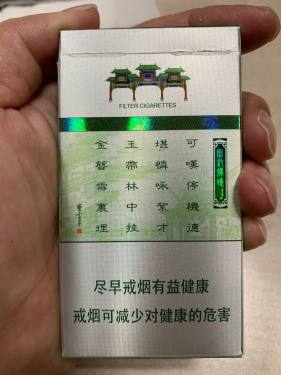 FILTER CIGARETTES
可嘆停機德
堪憐咏絮才
玉帶林中挂
金簪雪裏埋
尽早戒烟有益健康
戒烟可减少对健康的危害